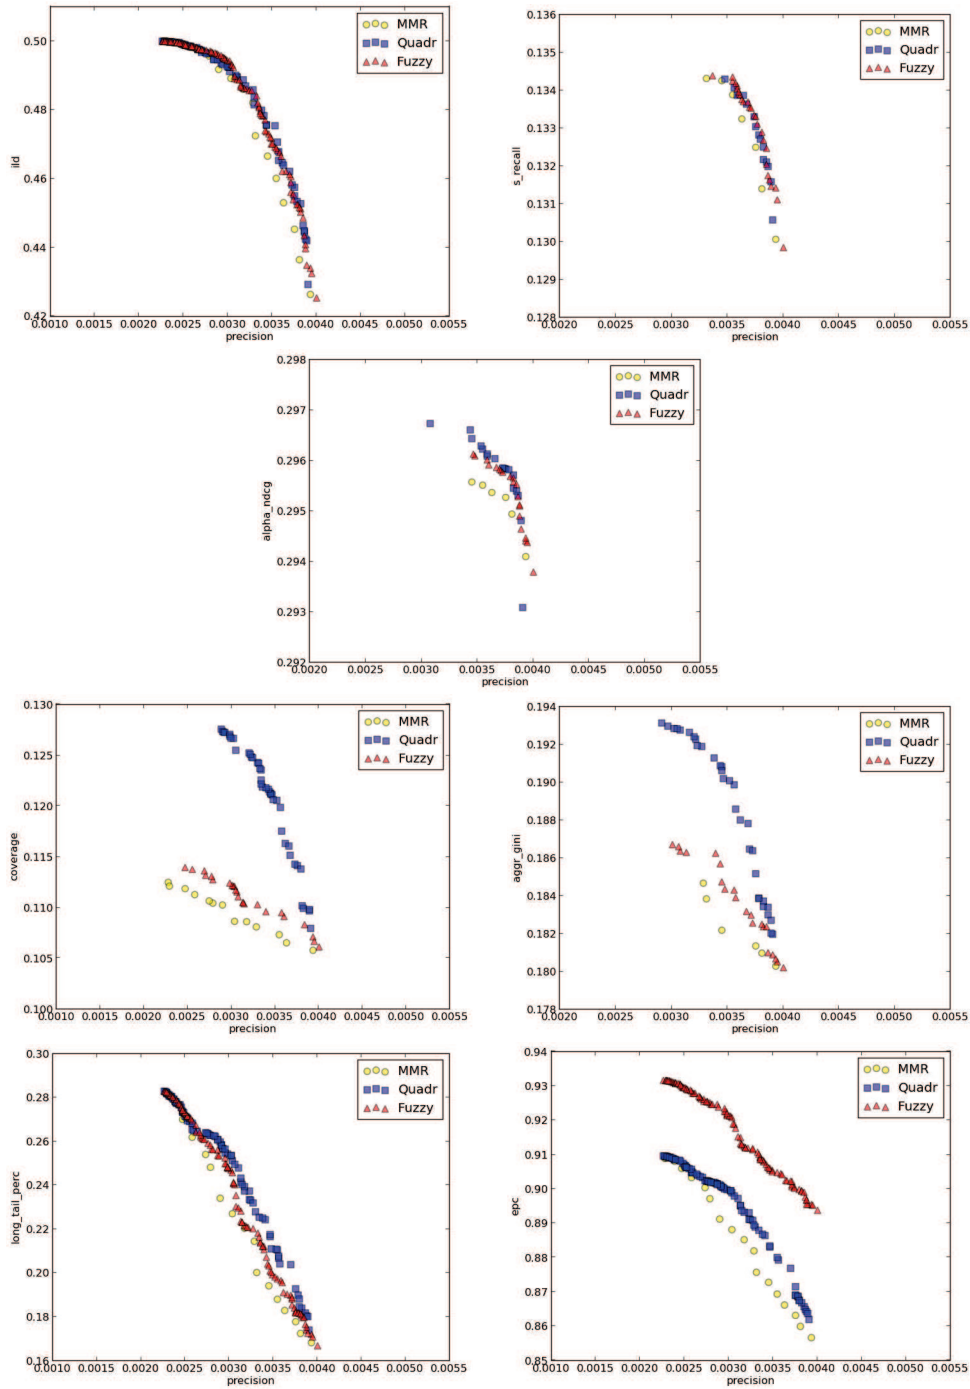 0.50
0.48
0.46
0.44
0.42
ild
0.0010 0.0015 0.0020 0.0025 0.0030 0.0035 0.0040 0.0045 0.0050 0.0055
precision
MMR
Quadr
Fuzzy
0.136
0.135
0.134
0.133
0.132
0.131
0.130
0.129
0.128
s_recall
0.0020 0.0025 0.0030 0.0035 0.0040 0.0045 0.0050 0.0055
precision
MMR
Quadr
Fuzzy
0.298
0.297
0.296
0.295
0.294
0.293
0.292
alpha_ndcg
0.0020 0.0025 0.0030 0.0035 0.0040 0.0045 0.0050 0.0055
precision
MMR
Quadr
Fuzzy
0.130
0.125
0.120
0.115
0.110
0.105
0.100
coverage
0.0010 0.0015 0.0020 0.0025 0.0030 0.0035 0.0040 0.0045 0.0050 0.0055
precision
MMR
Quadr
Fuzzy
0.194
0.192
0.190
0.188
0.186
0.184
0.182
0.180
0.178
aggr_gini
0.0020 0.0025 0.0030 0.0035 0.0040 0.0045 0.0050 0.0055
precision
MMR
Quadr
Fuzzy
0.30
0.28
0.26
0.24
0.22
0.20
0.18
0.16
long_tail_perc
0.0010 0.0015 0.0020 0.0025 0.0030 0.0035 0.0040 0.0045 0.0050 0.0055
precision
MMR
Quadr
Fuzzy
0.94
0.93
0.92
0.91
0.90
0.89
0.88
0.87
0.86
0.85
epc
0.0010 0.0015 0.0020 0.0025 0.0030 0.0035 0.0040 0.0045 0.0050 0.0055
precision
MMR
Quadr
Fuzzy